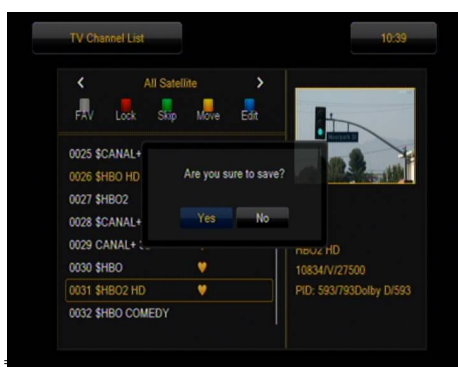 TV Channel List
10:39
All Satellite
FAV Lock Skip Move Edit
0025 $CANAL+
0026 $HBO HD
0027 $HBO2
0028 $CANAL+
0029 CANAL+
0030 $HBO
0031 $HBO2 HD
0032 $HBO COMEDY
Are you sure to save?
Yes No
HBO2 HD
10834/V/27500
PID: 593/793Dolby D/593